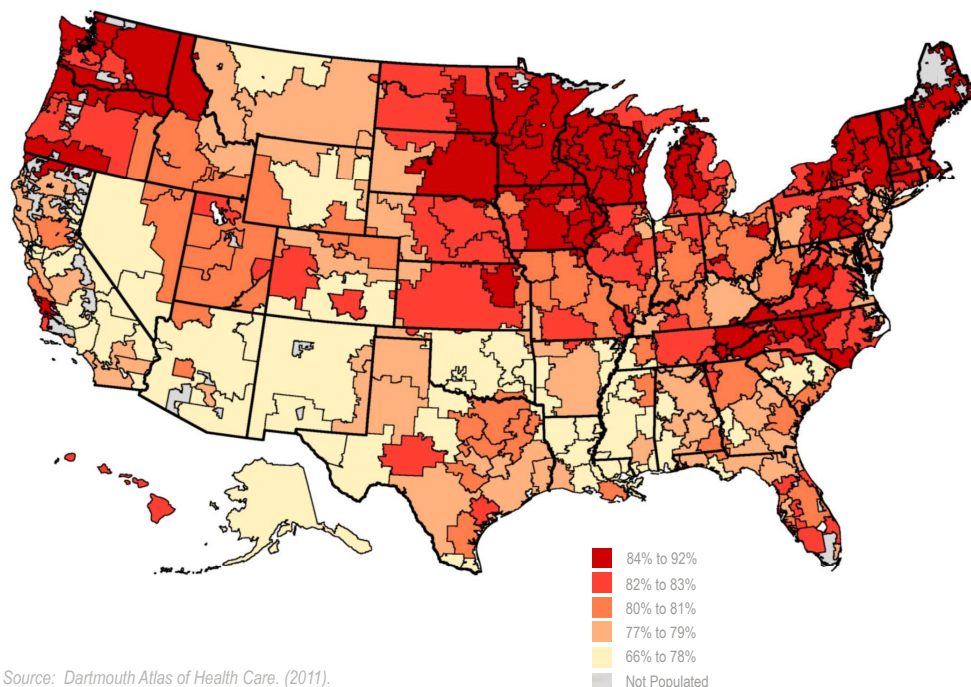 84% to 92%
82% to 83%
80% to 81%
77% to 79%
66% to 78%
Not Populated
Source: Dartmouth Atlas of Health Care. (2011).